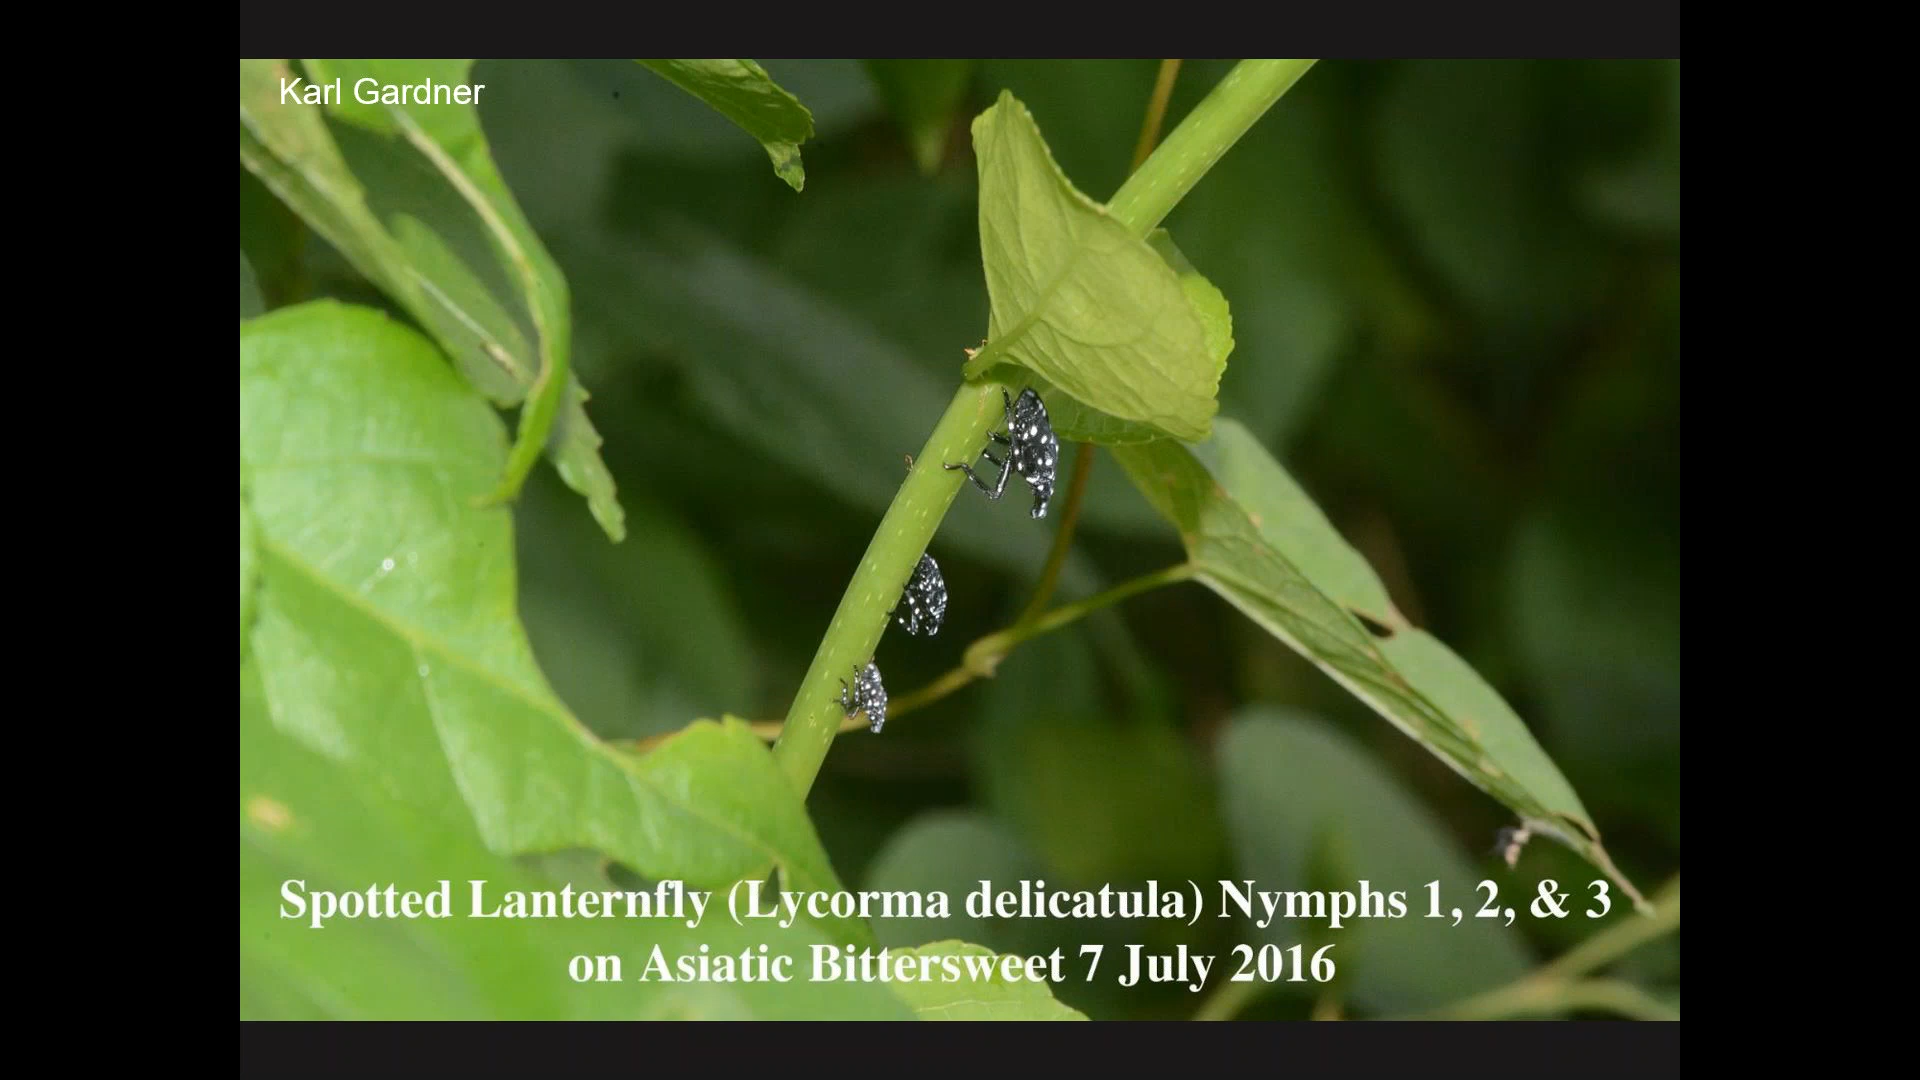 Karl Gardner
Spotted Lanternfly (Lycorma delicatula) Nymphs 1, 2, & 3
on Asiatic Bittersweet 7 July 2016